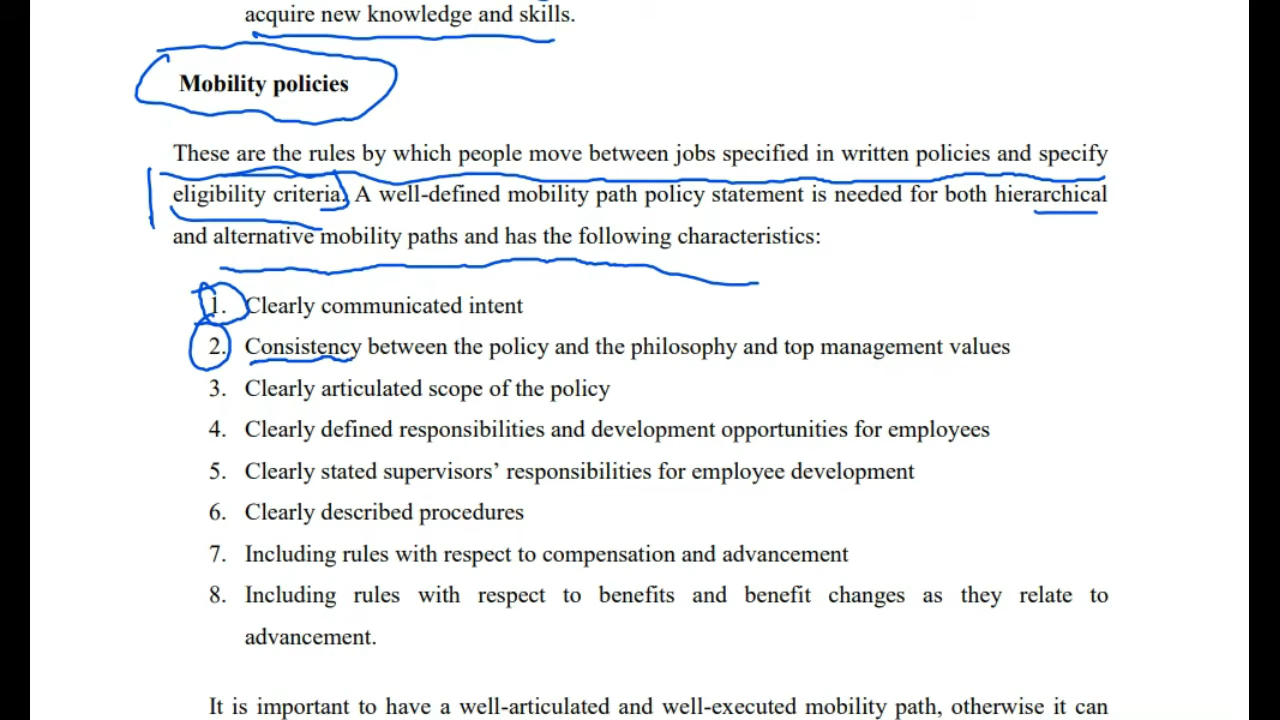 acquire new knowledge and skills.
Mobility policies
These are the rules by which people move between jobs specified in written policies and specify
eligibility criteria. A well-defined mobility path policy statement is needed for both hierarchical
and alternative mobility paths and has the following characteristics:
1. Clearly communicated intent
2. Consistency between the policy and the philosophy and top management values
3. Clearly articulated scope of the policy
4. Clearly defined responsibilities and development opportunities for employees
5. Clearly stated supervisors’ responsibilities for employee development
6. Clearly described procedures
7. Including rules with respect to compensation and advancement
8. Including rules with respect to benefits and benefit changes as they relate to
advancement.
It is important to have a well-articulated and well-executed mobility path, otherwise it can